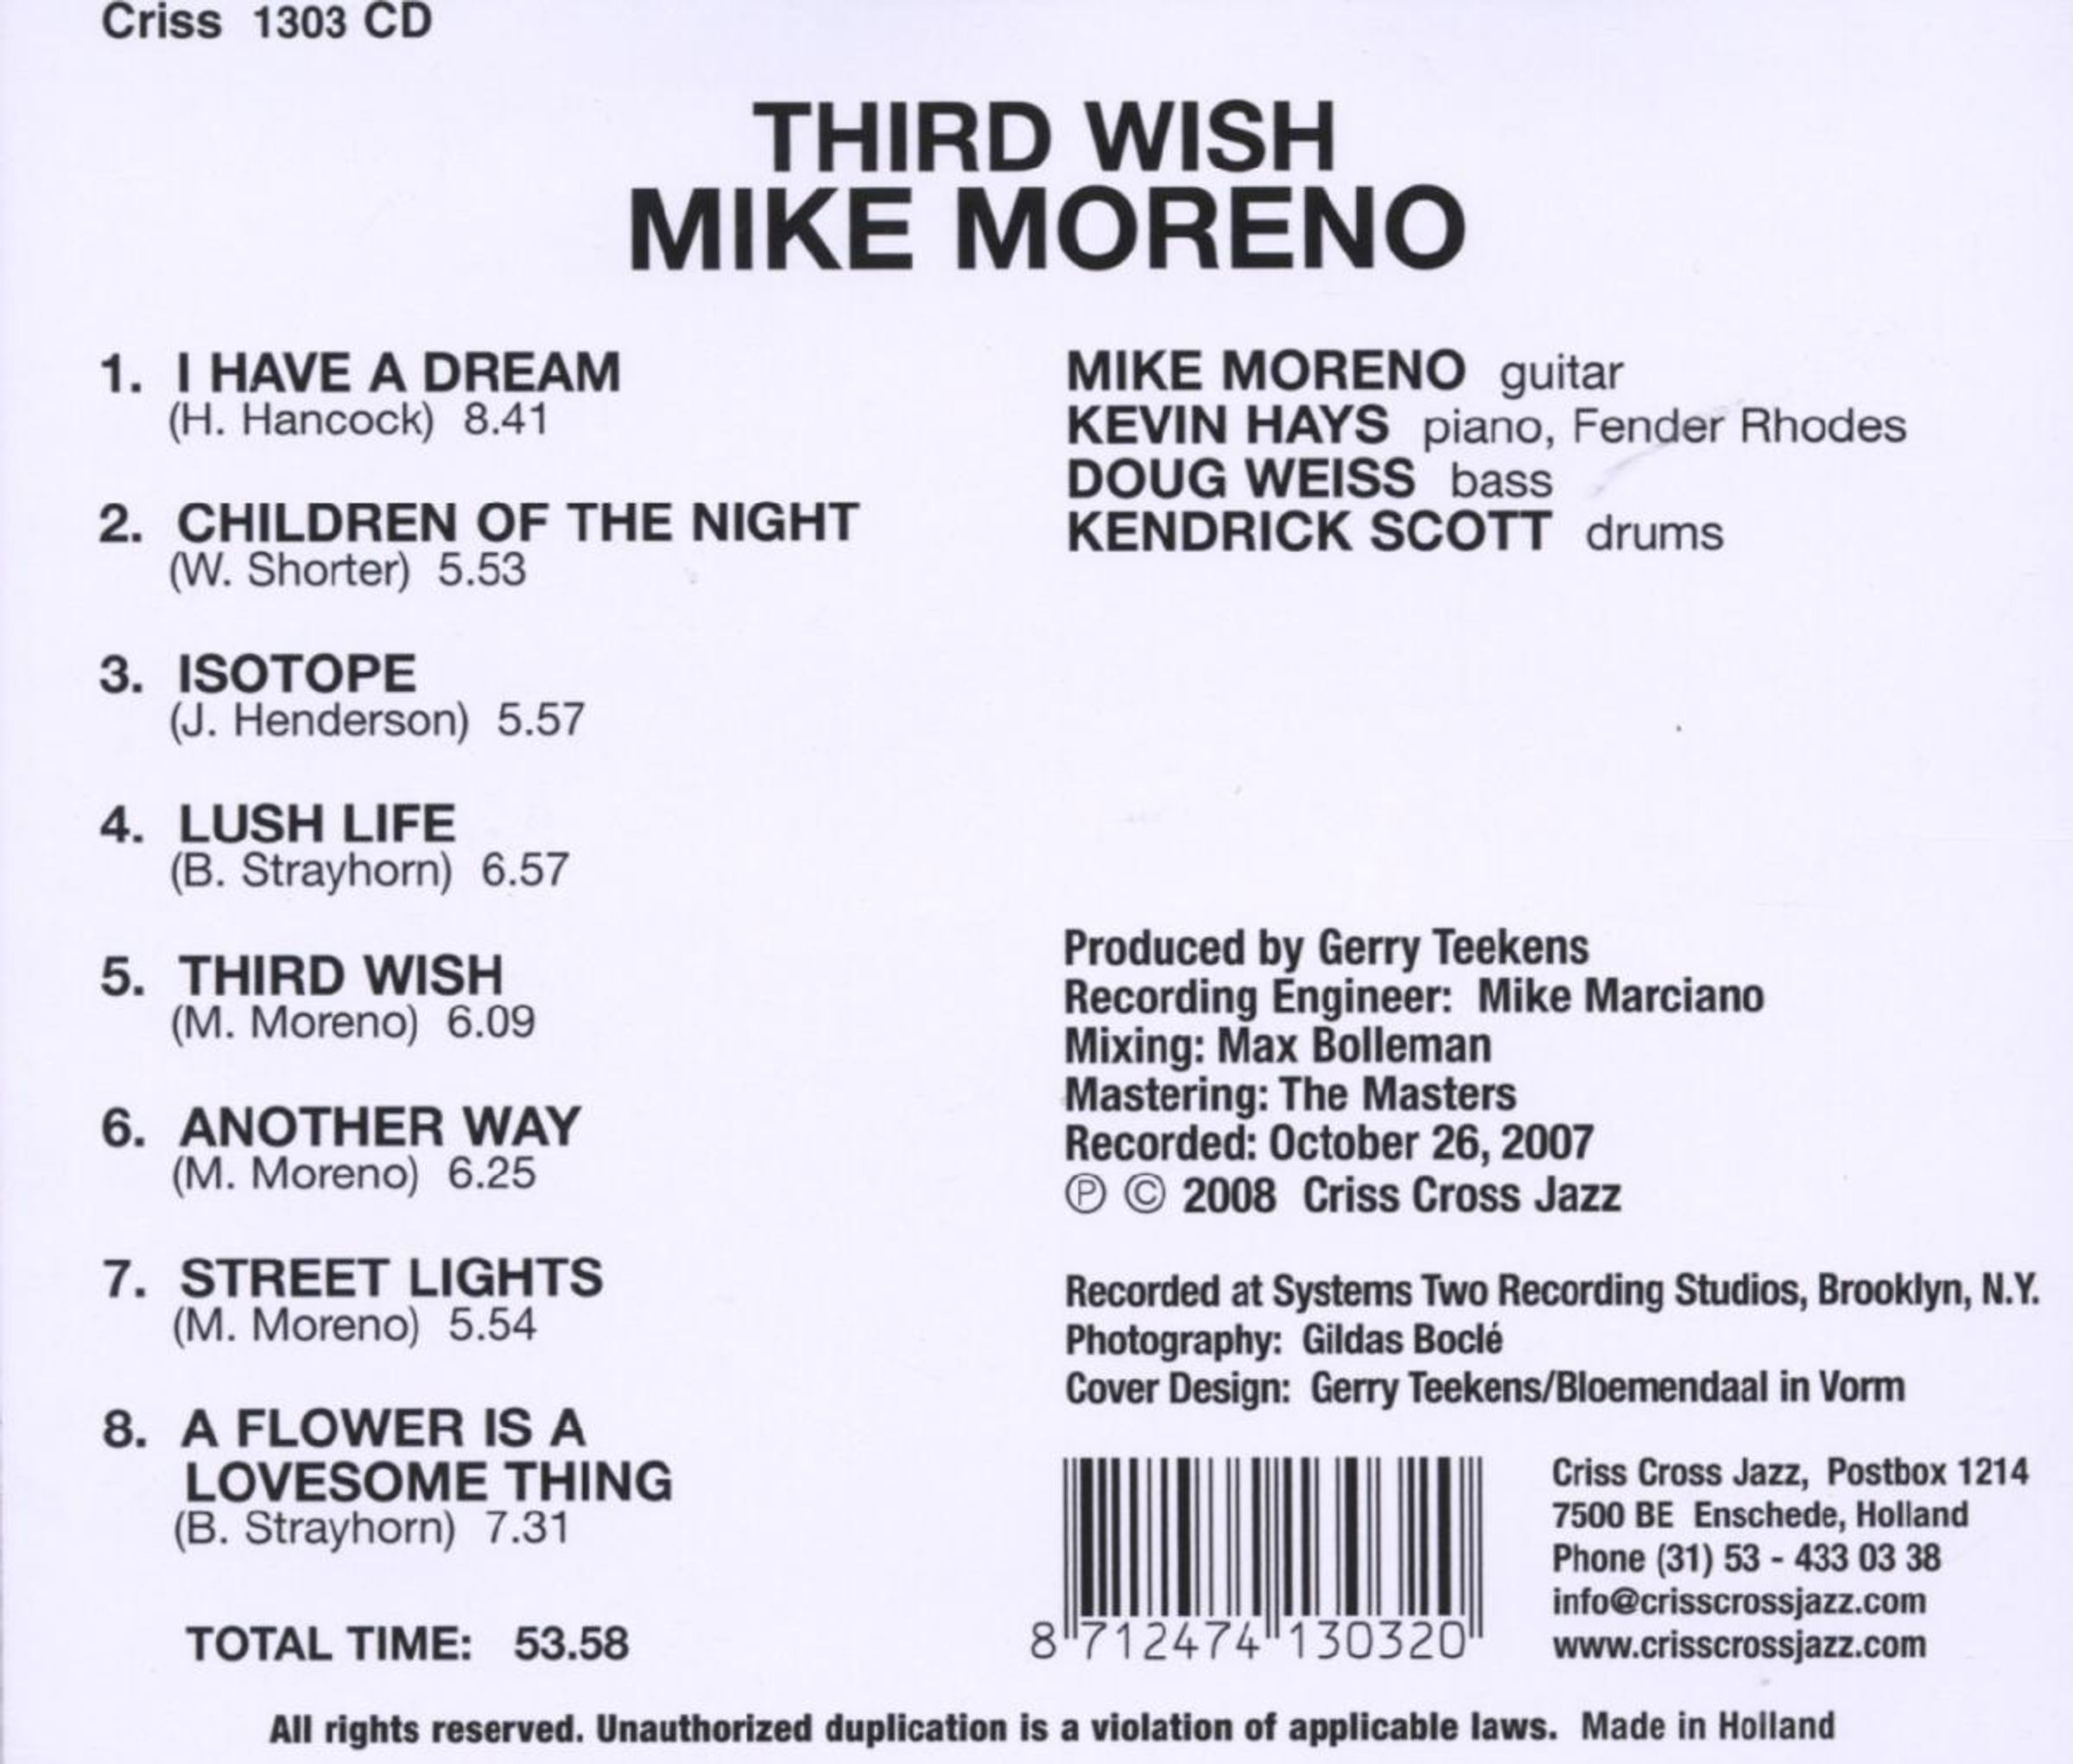 Criss 1303 CD
THIRD WISH
MIKE MORENO
1. I HAVE A DREAM
(H. Hancock) 8.41
2. CHILDREN OF THE NIGHT
(W. Shorter) 5.53
3. ISOTOPE
(J. Henderson) 5.57
4. LUSH LIFE
(B. Strayhorn) 6.57
5. THIRD WISH
(M. Moreno) 6.09
6. ANOTHER WAY
(M. Moreno) 6.25
7. STREET LIGHTS
(M. Moreno) 5.54
8. A FLOWER IS A
LOVESOME THING
(B. Strayhorn) 7.31
TOTAL TIME: 53.58
MIKE MORENO guitar
KEVIN HAYS piano, Fender Rhodes
DOUG WEISS bass
KENDRICK SCOTT drums
Produced by Gerry Teekens
Recording Engineer: Mike Marciano
Mixing: Max Bolleman
Mastering: The Masters
Recorded: October 26, 2007
℗ © 2008 Criss Cross Jazz
Recorded at Systems Two Recording Studios, Brooklyn, N.Y.
Photography: Gildas Boclé
Cover Design: Gerry Teekens/Bloemendaal in Vorm
8 712474 130320
Criss Cross Jazz, Postbox 1214
7500 BE Enschede, Holland
Phone (31) 53 - 433 03 38
info@crisscrossjazz.com
www.crisscrossjazz.com
All rights reserved. Unauthorized duplication is a violation of applicable laws. Made in Holland